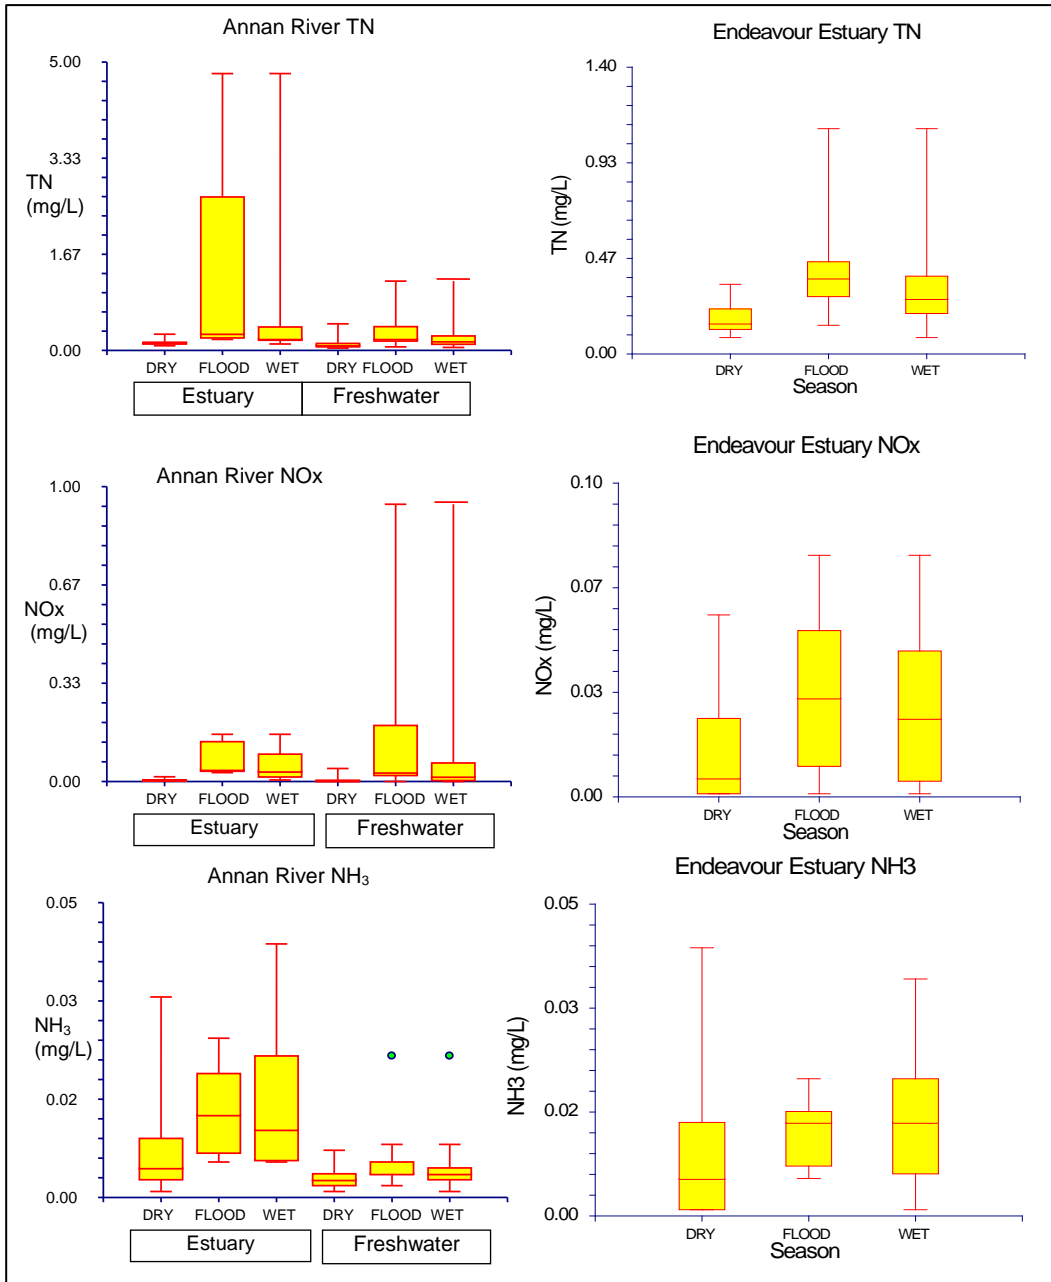 Annan River TN
5.00
3.33
TN
(mg/L)
1.67
0.00
DRY FLOOD WET DRY FLOOD WET
Estuary Freshwater
Endeavour Estuary TN
1.40
0.93
TN (mg/L)
0.47
0.00
DRY FLOOD WET
Season
Annan River NOx
1.00
0.67
NOx
(mg/L)
0.33
0.00
DRY FLOOD WET DRY FLOOD WET
Estuary Freshwater
Endeavour Estuary NOx
0.10
0.07
NOx (mg/L)
0.03
0.00
DRY FLOOD WET
Season
Annan River NH₃
0.05
0.03
NH₃
(mg/L)
0.02
0.00
DRY FLOOD WET DRY FLOOD WET
Estuary Freshwater
Endeavour Estuary NH3
0.05
0.03
NH3 (mg/L)
0.02
0.00
DRY FLOOD WET
Season